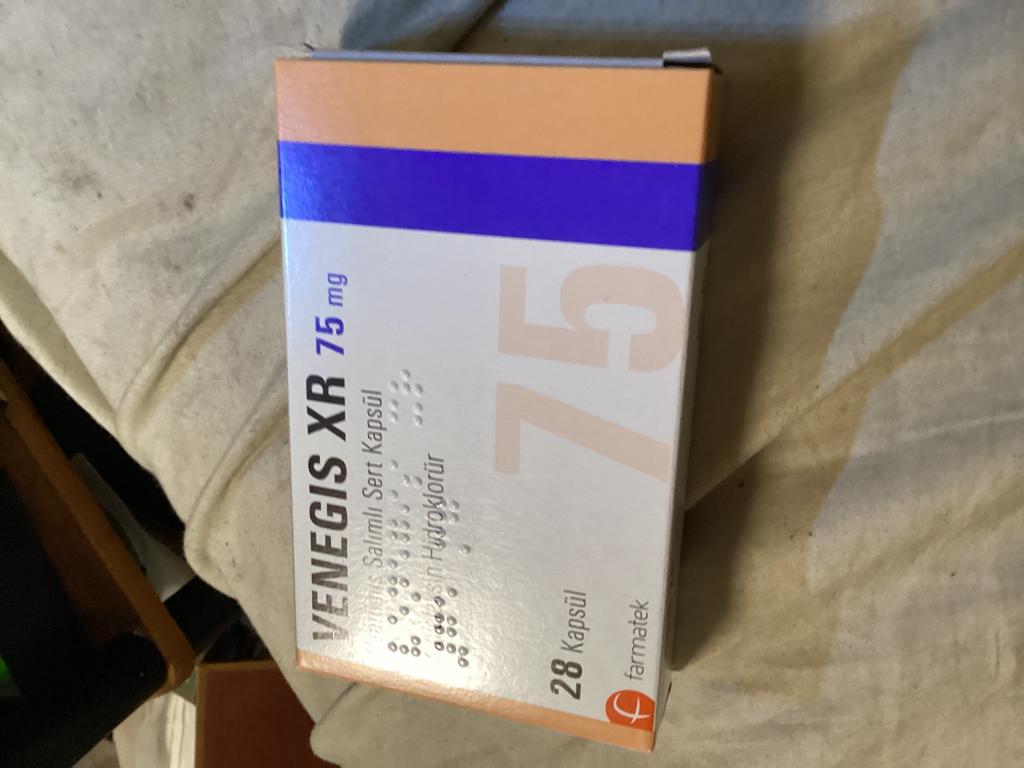 VENEGIS XR 75 mg
Salımlı Sert Kapsül
Hidroklorür
75
28 Kapsül
farmatek